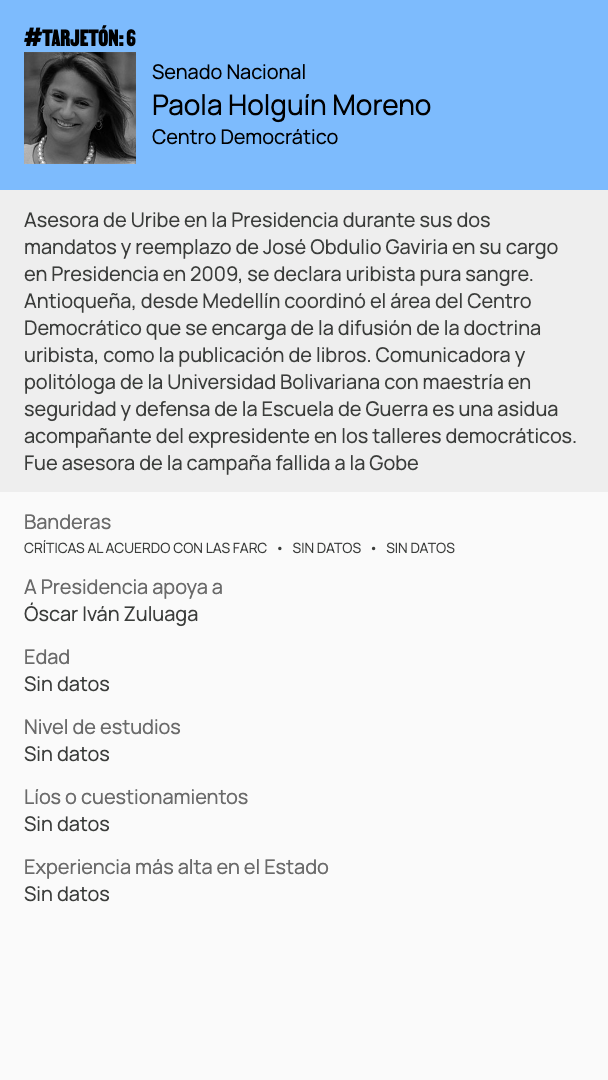 #TARJETÓN: 6
Senado Nacional
Paola Holguín Moreno
Centro Democrático
Asesora de Uribe en la Presidencia durante sus dos
mandatos y reemplazo de José Obdulio Gaviria en su cargo
en Presidencia en 2009, se declara uribista pura sangre.
Antioqueña, desde Medellín coordinó el área del Centro
Democrático que se encarga de la difusión de la doctrina
uribista, como la publicación de libros. Comunicadora y
politóloga de la Universidad Bolivariana con maestría en
seguridad y defensa de la Escuela de Guerra es una asidua
acompañante del expresidente en los talleres democráticos.
Fue asesora de la campaña fallida a la Gobe
Banderas
CRÍTICAS AL ACUERDO CON LAS FARC • SIN DATOS • SIN DATOS
A Presidencia apoya a
Óscar Iván Zuluaga
Edad
Sin datos
Nivel de estudios
Sin datos
Líos o cuestionamientos
Sin datos
Experiencia más alta en el Estado
Sin datos